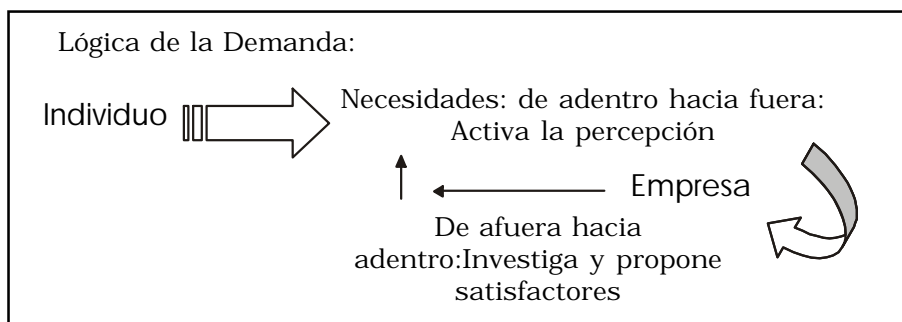 Lógica de la Demanda:
Individuo
Necesidades: de adentro hacia fuera:
Activa la percepción
Empresa
De afuera hacia
adentro:Investiga y propone
satisfactores